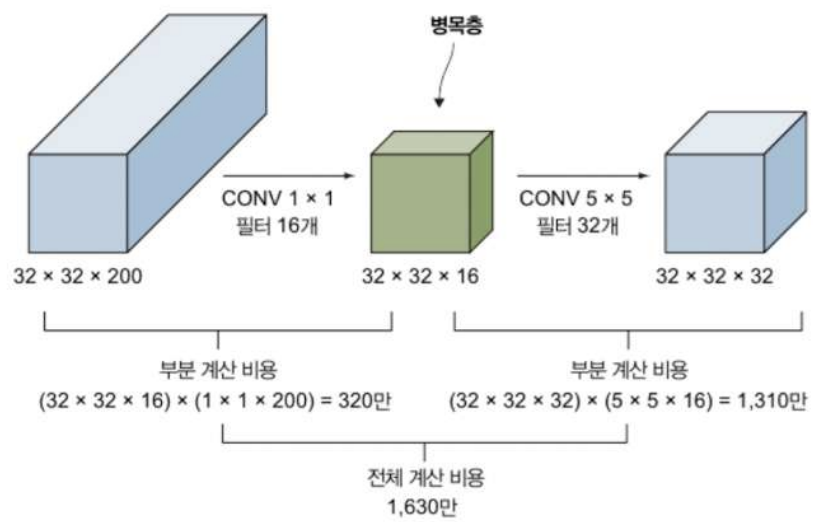 병목층
CONV 1 × 1
필터 16개
CONV 5 × 5
필터 32개
32 × 32 × 200
32 × 32 × 16
32 × 32 × 32
부분 계산 비용
(32 × 32 × 16) × (1 × 1 × 200) = 320만
부분 계산 비용
(32 × 32 × 32) × (5 × 5 × 16) = 1,310만
전체 계산 비용
1,630만